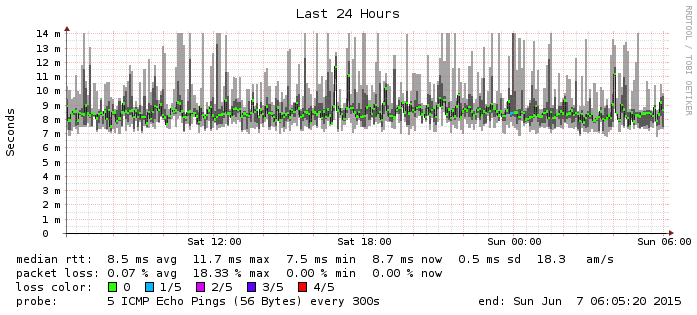 Last 24 Hours
RRDTOOL / TOBI OETIKER
Seconds
14 m
13 m
12 m
11 m
10 m
9 m
8 m
7 m
6 m
5 m
4 m
3 m
2 m
1 m
0
Sat 12:00 Sat 18:00 Sun 00:00 Sun 06:00
median rtt: 8.5 ms avg 11.7 ms max 7.5 ms min 8.7 ms now 0.5 ms sd 18.3 am/s
packet loss: 0.07 % avg 18.33 % max 0.00 % min 0.00 % now
loss color: 0 1/5 2/5 3/5 4/5
probe: 5 ICMP Echo Pings (56 Bytes) every 300s end: Sun Jun 7 06:05:20 2015